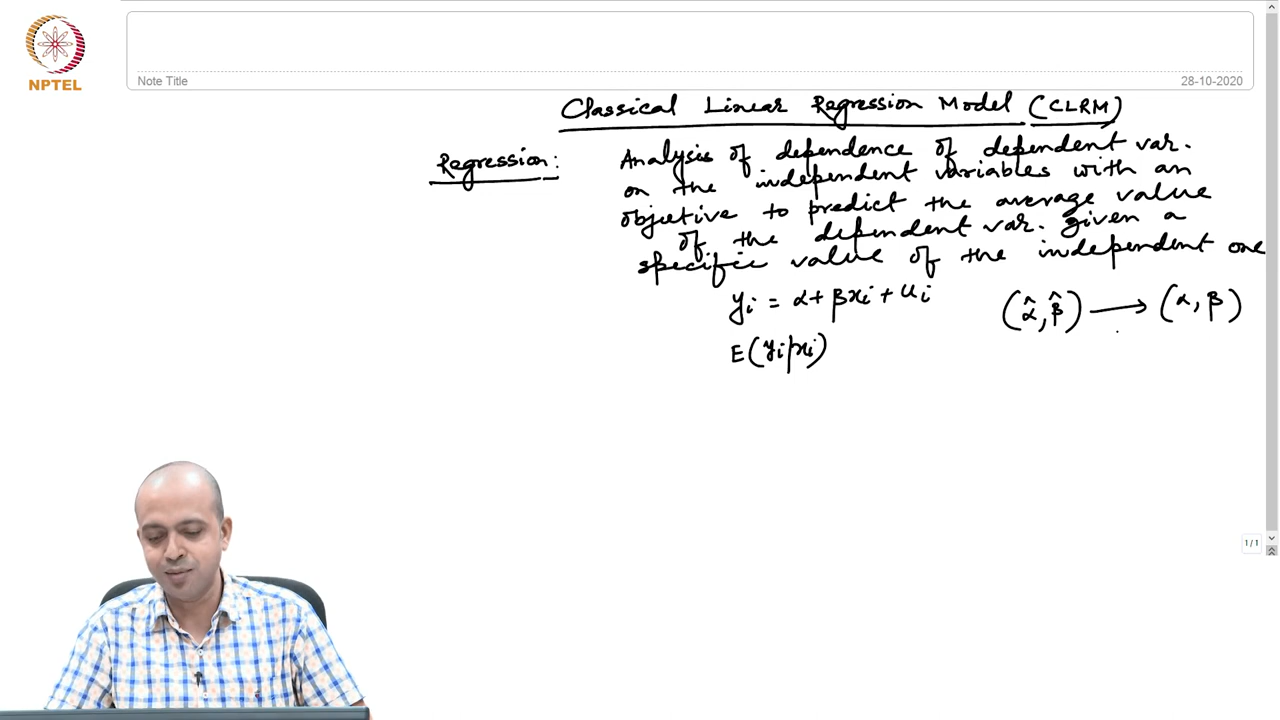 NPTEL
Note Title
28-10-2020
Classical Linear Regression Model (CLRM)
Regression: Analysis of dependence of dependent var.
on the independent variables with an
objetive to predict the average value
of the dependent var. given a
specific value of the independent one
yi = α + βxi + ui (α̂, β̂) → (α, β)
E(yi|xi)
1/1